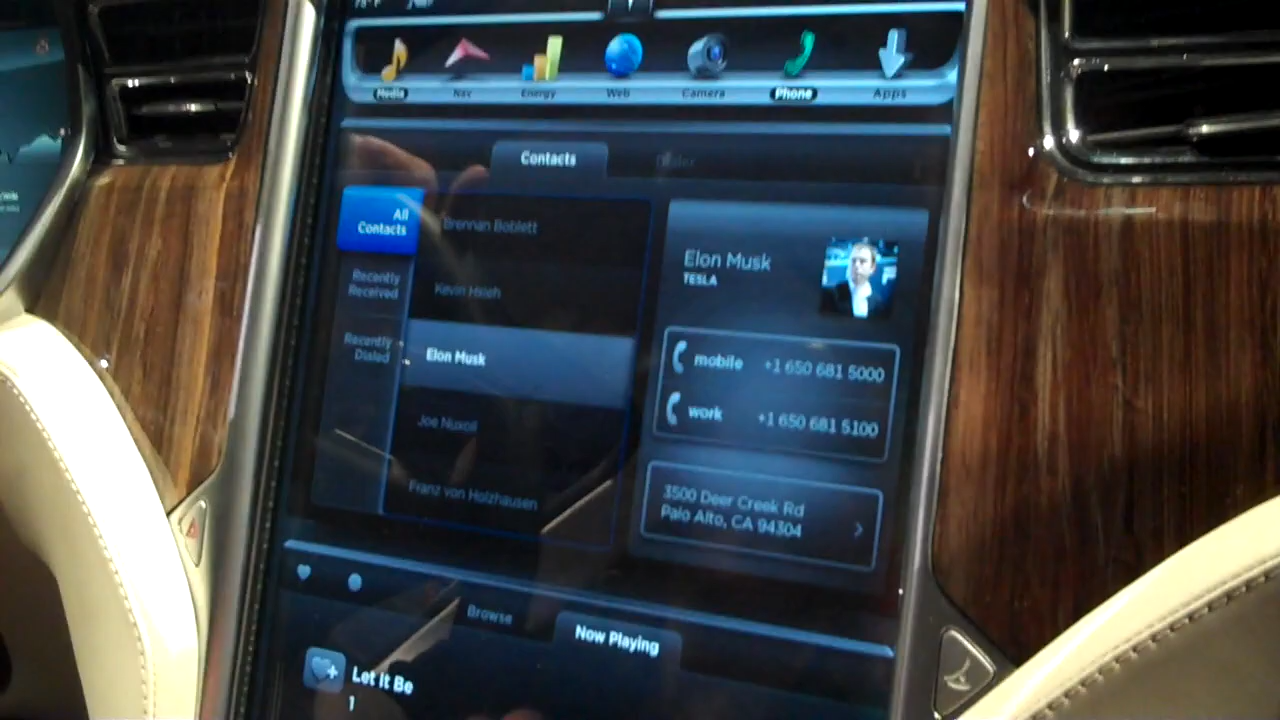 Media
Nav
Energy
Web
Camera
Phone
Apps
Contacts
Dialer
All
Contacts
Recently
Received
Recently
Dialed
Brennan Boblett
Kevin Hsieh
Elon Musk
Joe Nuxoll
Franz von Holzhausen
Elon Musk
TESLA
mobile +1 650 681 5000
work +1 650 681 5100
3500 Deer Creek Rd
Palo Alto, CA 94304
Browse
Now Playing
Let It Be
1